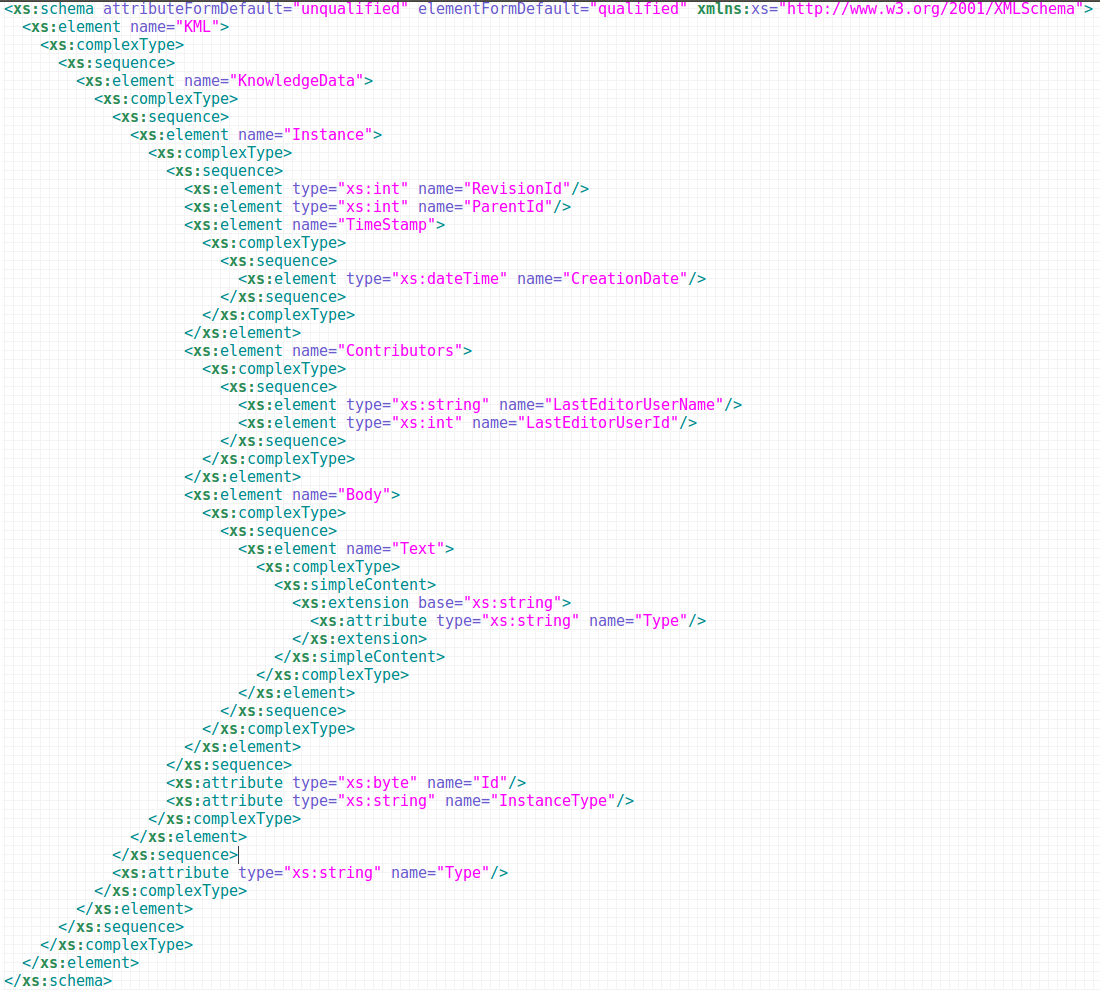 <xs:schema attributeFormDefault="unqualified" elementFormDefault="qualified" xmlns:xs="http://www.w3.org/2001/XMLSchema">
  <xs:element name="KML">
    <xs:complexType>
      <xs:sequence>
        <xs:element name="KnowledgeData">
          <xs:complexType>
            <xs:sequence>
              <xs:element name="Instance">
                <xs:complexType>
                  <xs:sequence>
                    <xs:element type="xs:int" name="RevisionId"/>
                    <xs:element type="xs:int" name="ParentId"/>
                    <xs:element name="TimeStamp">
                      <xs:complexType>
                        <xs:sequence>
                          <xs:element type="xs:dateTime" name="CreationDate"/>
                        </xs:sequence>
                      </xs:complexType>
                    </xs:element>
                    <xs:element name="Contributors">
                      <xs:complexType>
                        <xs:sequence>
                          <xs:element type="xs:string" name="LastEditorUserName"/>
                          <xs:element type="xs:int" name="LastEditorUserId"/>
                        </xs:sequence>
                      </xs:complexType>
                    </xs:element>
                    <xs:element name="Body">
                      <xs:complexType>
                        <xs:sequence>
                          <xs:element name="Text">
                            <xs:complexType>
                              <xs:simpleContent>
                                <xs:extension base="xs:string">
                                  <xs:attribute type="xs:string" name="Type"/>
                                </xs:extension>
                              </xs:simpleContent>
                            </xs:complexType>
                          </xs:element>
                        </xs:sequence>
                      </xs:complexType>
                    </xs:element>
                  </xs:sequence>
                  <xs:attribute type="xs:byte" name="Id"/>
                  <xs:attribute type="xs:string" name="InstanceType"/>
                </xs:complexType>
              </xs:element>
            </xs:sequence>
            <xs:attribute type="xs:string" name="Type"/>
          </xs:complexType>
        </xs:element>
      </xs:sequence>
    </xs:complexType>
  </xs:element>
</xs:schema>